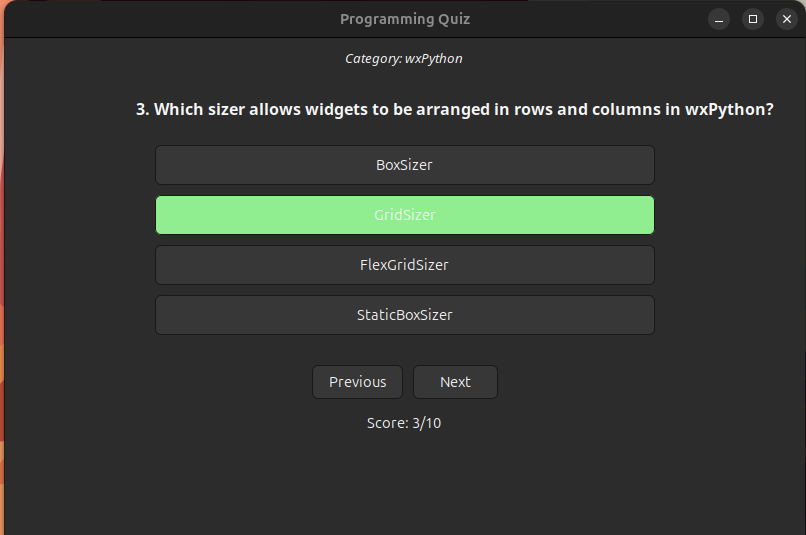 Programming Quiz
Category: wxPython
3. Which sizer allows widgets to be arranged in rows and columns in wxPython?
BoxSizer
GridSizer
FlexGridSizer
StaticBoxSizer
Previous Next
Score: 3/10